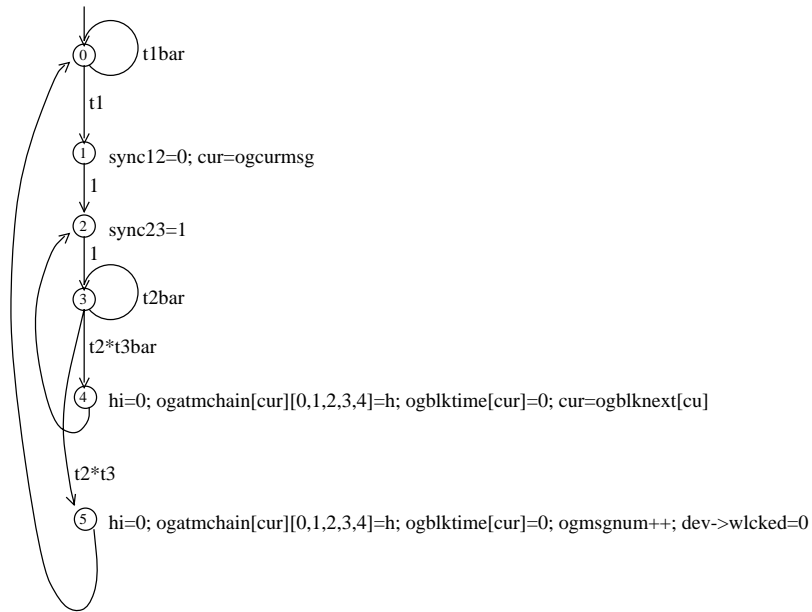 0
t1bar
t1
1
sync12=0; cur=ogcurmsg
1
2
sync23=1
1
3
t2bar
t2*t3bar
4
hi=0; ogatmchain[cur][0,1,2,3,4]=h; ogblktime[cur]=0; cur=ogblknext[cu]
t2*t3
5
hi=0; ogatmchain[cur][0,1,2,3,4]=h; ogblktime[cur]=0; ogmsgnum++; dev->wlcked=0